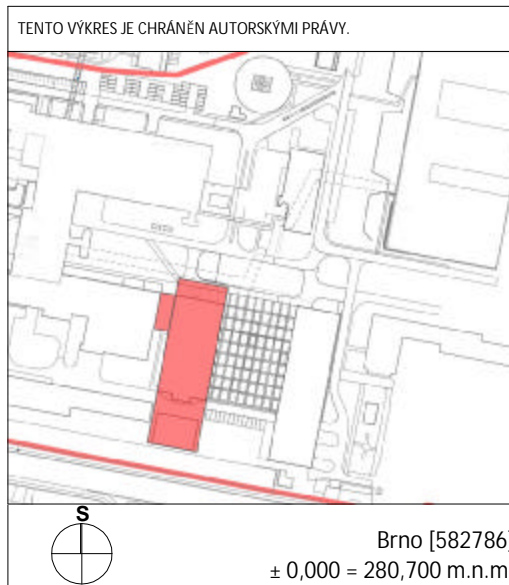 TENTO VÝKRES JE CHRÁNĚN AUTORSKÝMI PRÁVY.
S
Brno [582786]
± 0,000 = 280,700 m.n.m